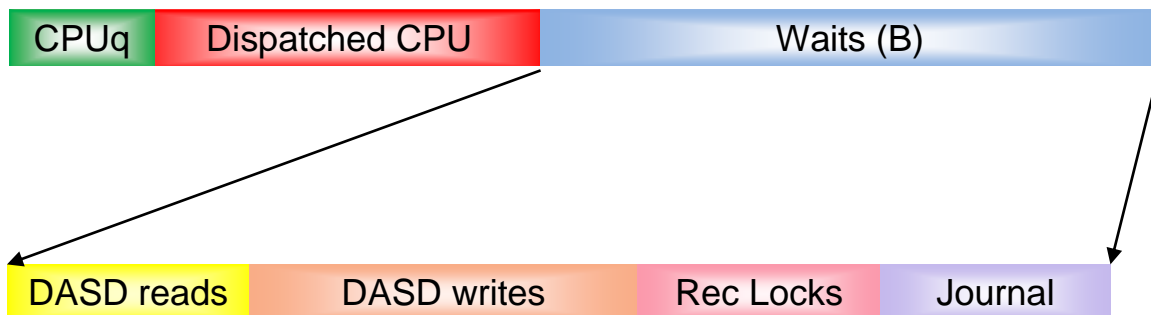 CPUq Dispatched CPU Waits (B)
DASD reads DASD writes Rec Locks Journal